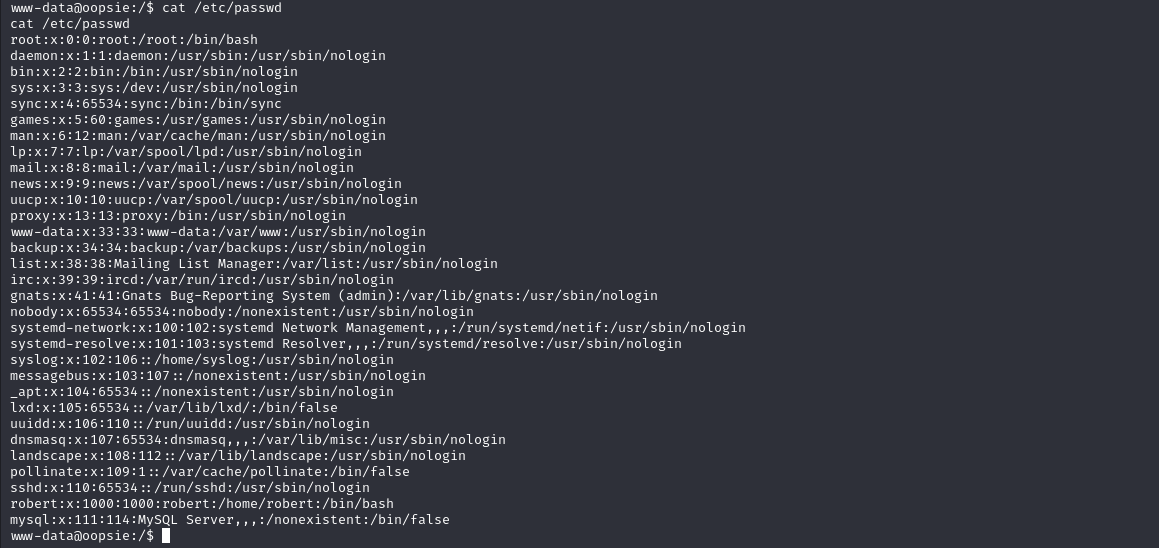 www-data@oopsie:/$ cat /etc/passwd
cat /etc/passwd
root:x:0:0:root:/root:/bin/bash
daemon:x:1:1:daemon:/usr/sbin:/usr/sbin/nologin
bin:x:2:2:bin:/bin:/usr/sbin/nologin
sys:x:3:3:sys:/dev:/usr/sbin/nologin
sync:x:4:65534:sync:/bin:/bin/sync
games:x:5:60:games:/usr/games:/usr/sbin/nologin
man:x:6:12:man:/var/cache/man:/usr/sbin/nologin
lp:x:7:7:lp:/var/spool/lpd:/usr/sbin/nologin
mail:x:8:8:mail:/var/mail:/usr/sbin/nologin
news:x:9:9:news:/var/spool/news:/usr/sbin/nologin
uucp:x:10:10:uucp:/var/spool/uucp:/usr/sbin/nologin
proxy:x:13:13:proxy:/bin:/usr/sbin/nologin
www-data:x:33:33:www-data:/var/www:/usr/sbin/nologin
backup:x:34:34:backup:/var/backups:/usr/sbin/nologin
list:x:38:38:Mailing List Manager:/var/list:/usr/sbin/nologin
irc:x:39:39:ircd:/var/run/ircd:/usr/sbin/nologin
gnats:x:41:41:Gnats Bug-Reporting System (admin):/var/lib/gnats:/usr/sbin/nologin
nobody:x:65534:65534:nobody:/nonexistent:/usr/sbin/nologin
systemd-network:x:100:102:systemd Network Management,,,:/run/systemd/netif:/usr/sbin/nologin
systemd-resolve:x:101:103:systemd Resolver,,,:/run/systemd/resolve:/usr/sbin/nologin
syslog:x:102:106::/home/syslog:/usr/sbin/nologin
messagebus:x:103:107::/nonexistent:/usr/sbin/nologin
_apt:x:104:65534::/nonexistent:/usr/sbin/nologin
lxd:x:105:65534::/var/lib/lxd/:/bin/false
uuidd:x:106:110::/run/uuidd:/usr/sbin/nologin
dnsmasq:x:107:65534:dnsmasq,,,:/var/lib/misc:/usr/sbin/nologin
landscape:x:108:112::/var/lib/landscape:/usr/sbin/nologin
pollinate:x:109:1::/var/cache/pollinate:/bin/false
sshd:x:110:65534::/run/sshd:/usr/sbin/nologin
robert:x:1000:1000:robert:/home/robert:/bin/bash
mysql:x:111:114:MySQL Server,,,:/nonexistent:/bin/false
www-data@oopsie:/$